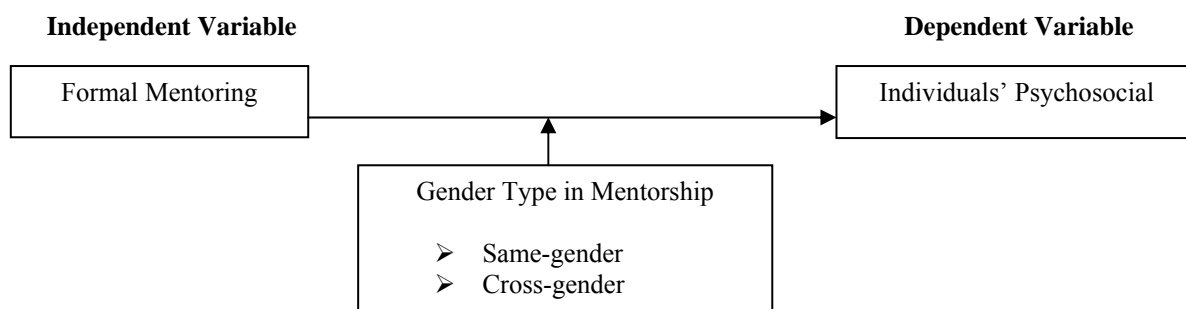 Independent Variable
Dependent Variable
Formal Mentoring
Individuals’ Psychosocial
Gender Type in Mentorship
➢ Same-gender
➢ Cross-gender